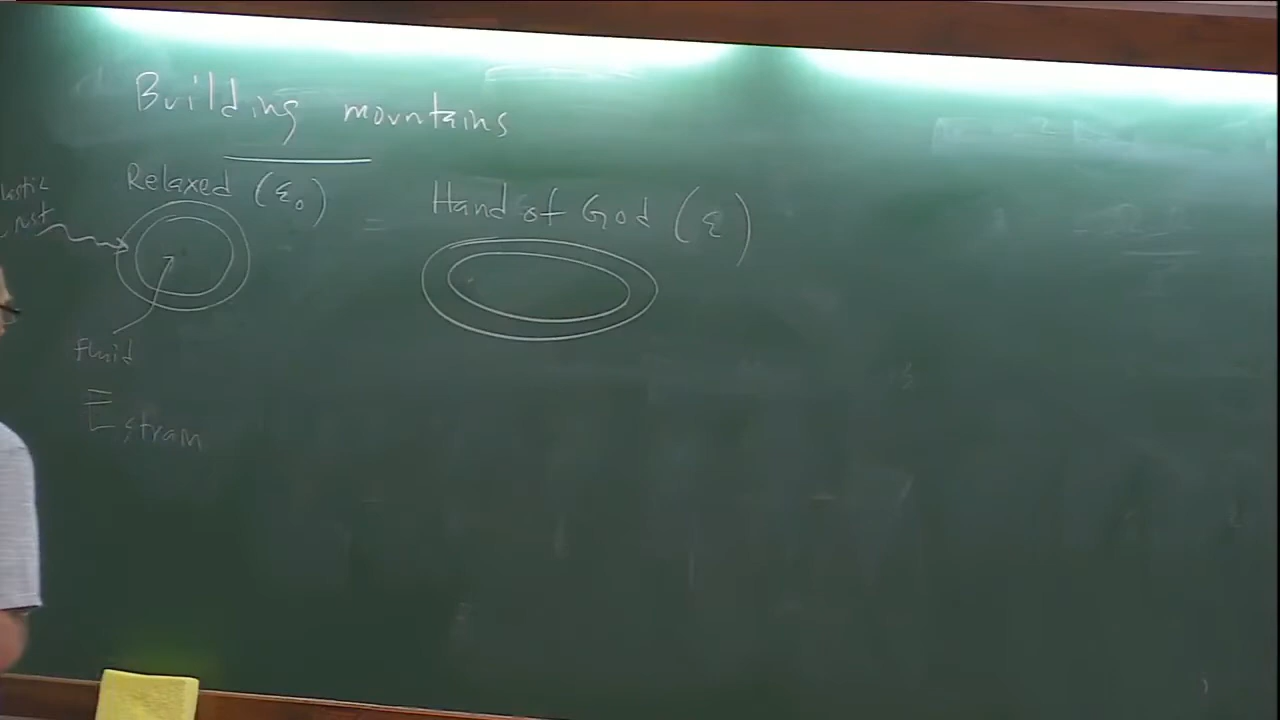 Building mountains
Relaxed (ε₀)
Hand of God (ε)
Fluid
E strain